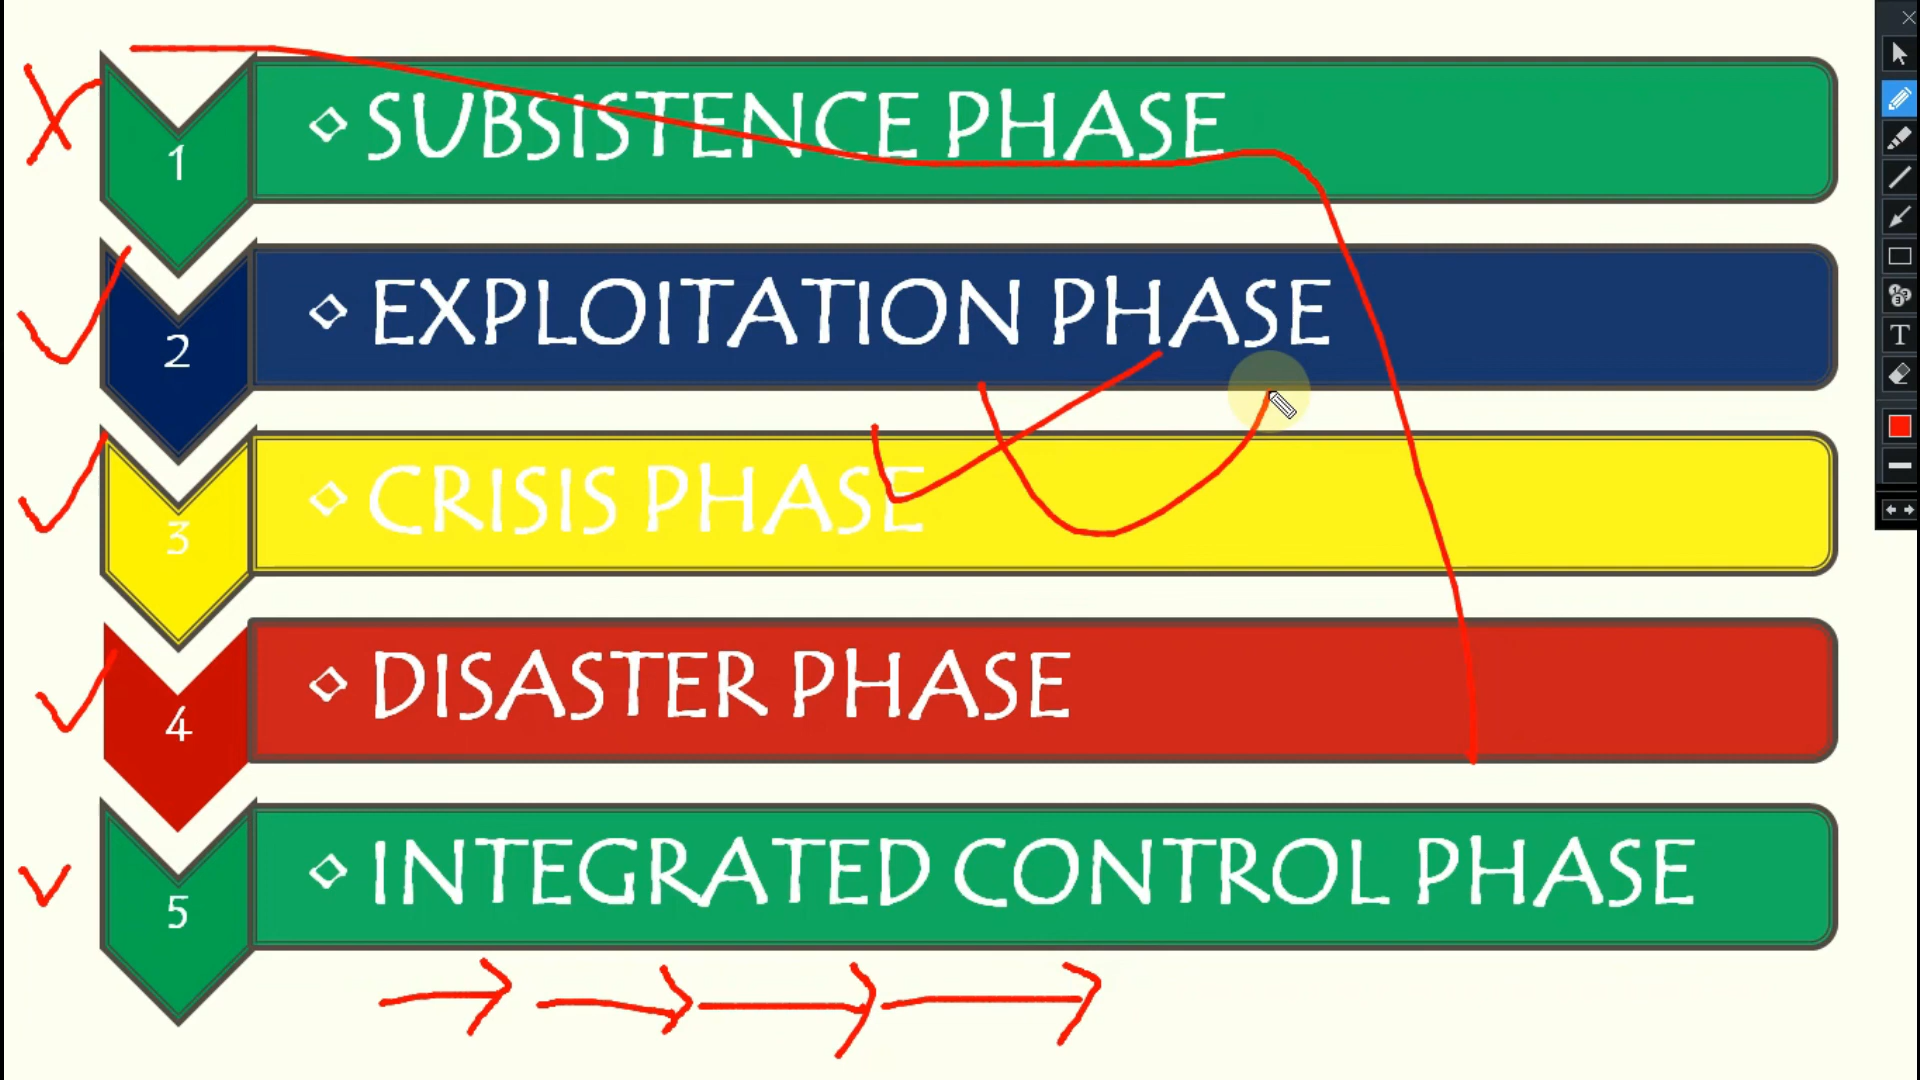 1
SUBSISTENCE PHASE
2
EXPLOITATION PHASE
3
CRISIS PHASE
4
DISASTER PHASE
5
INTEGRATED CONTROL PHASE
T